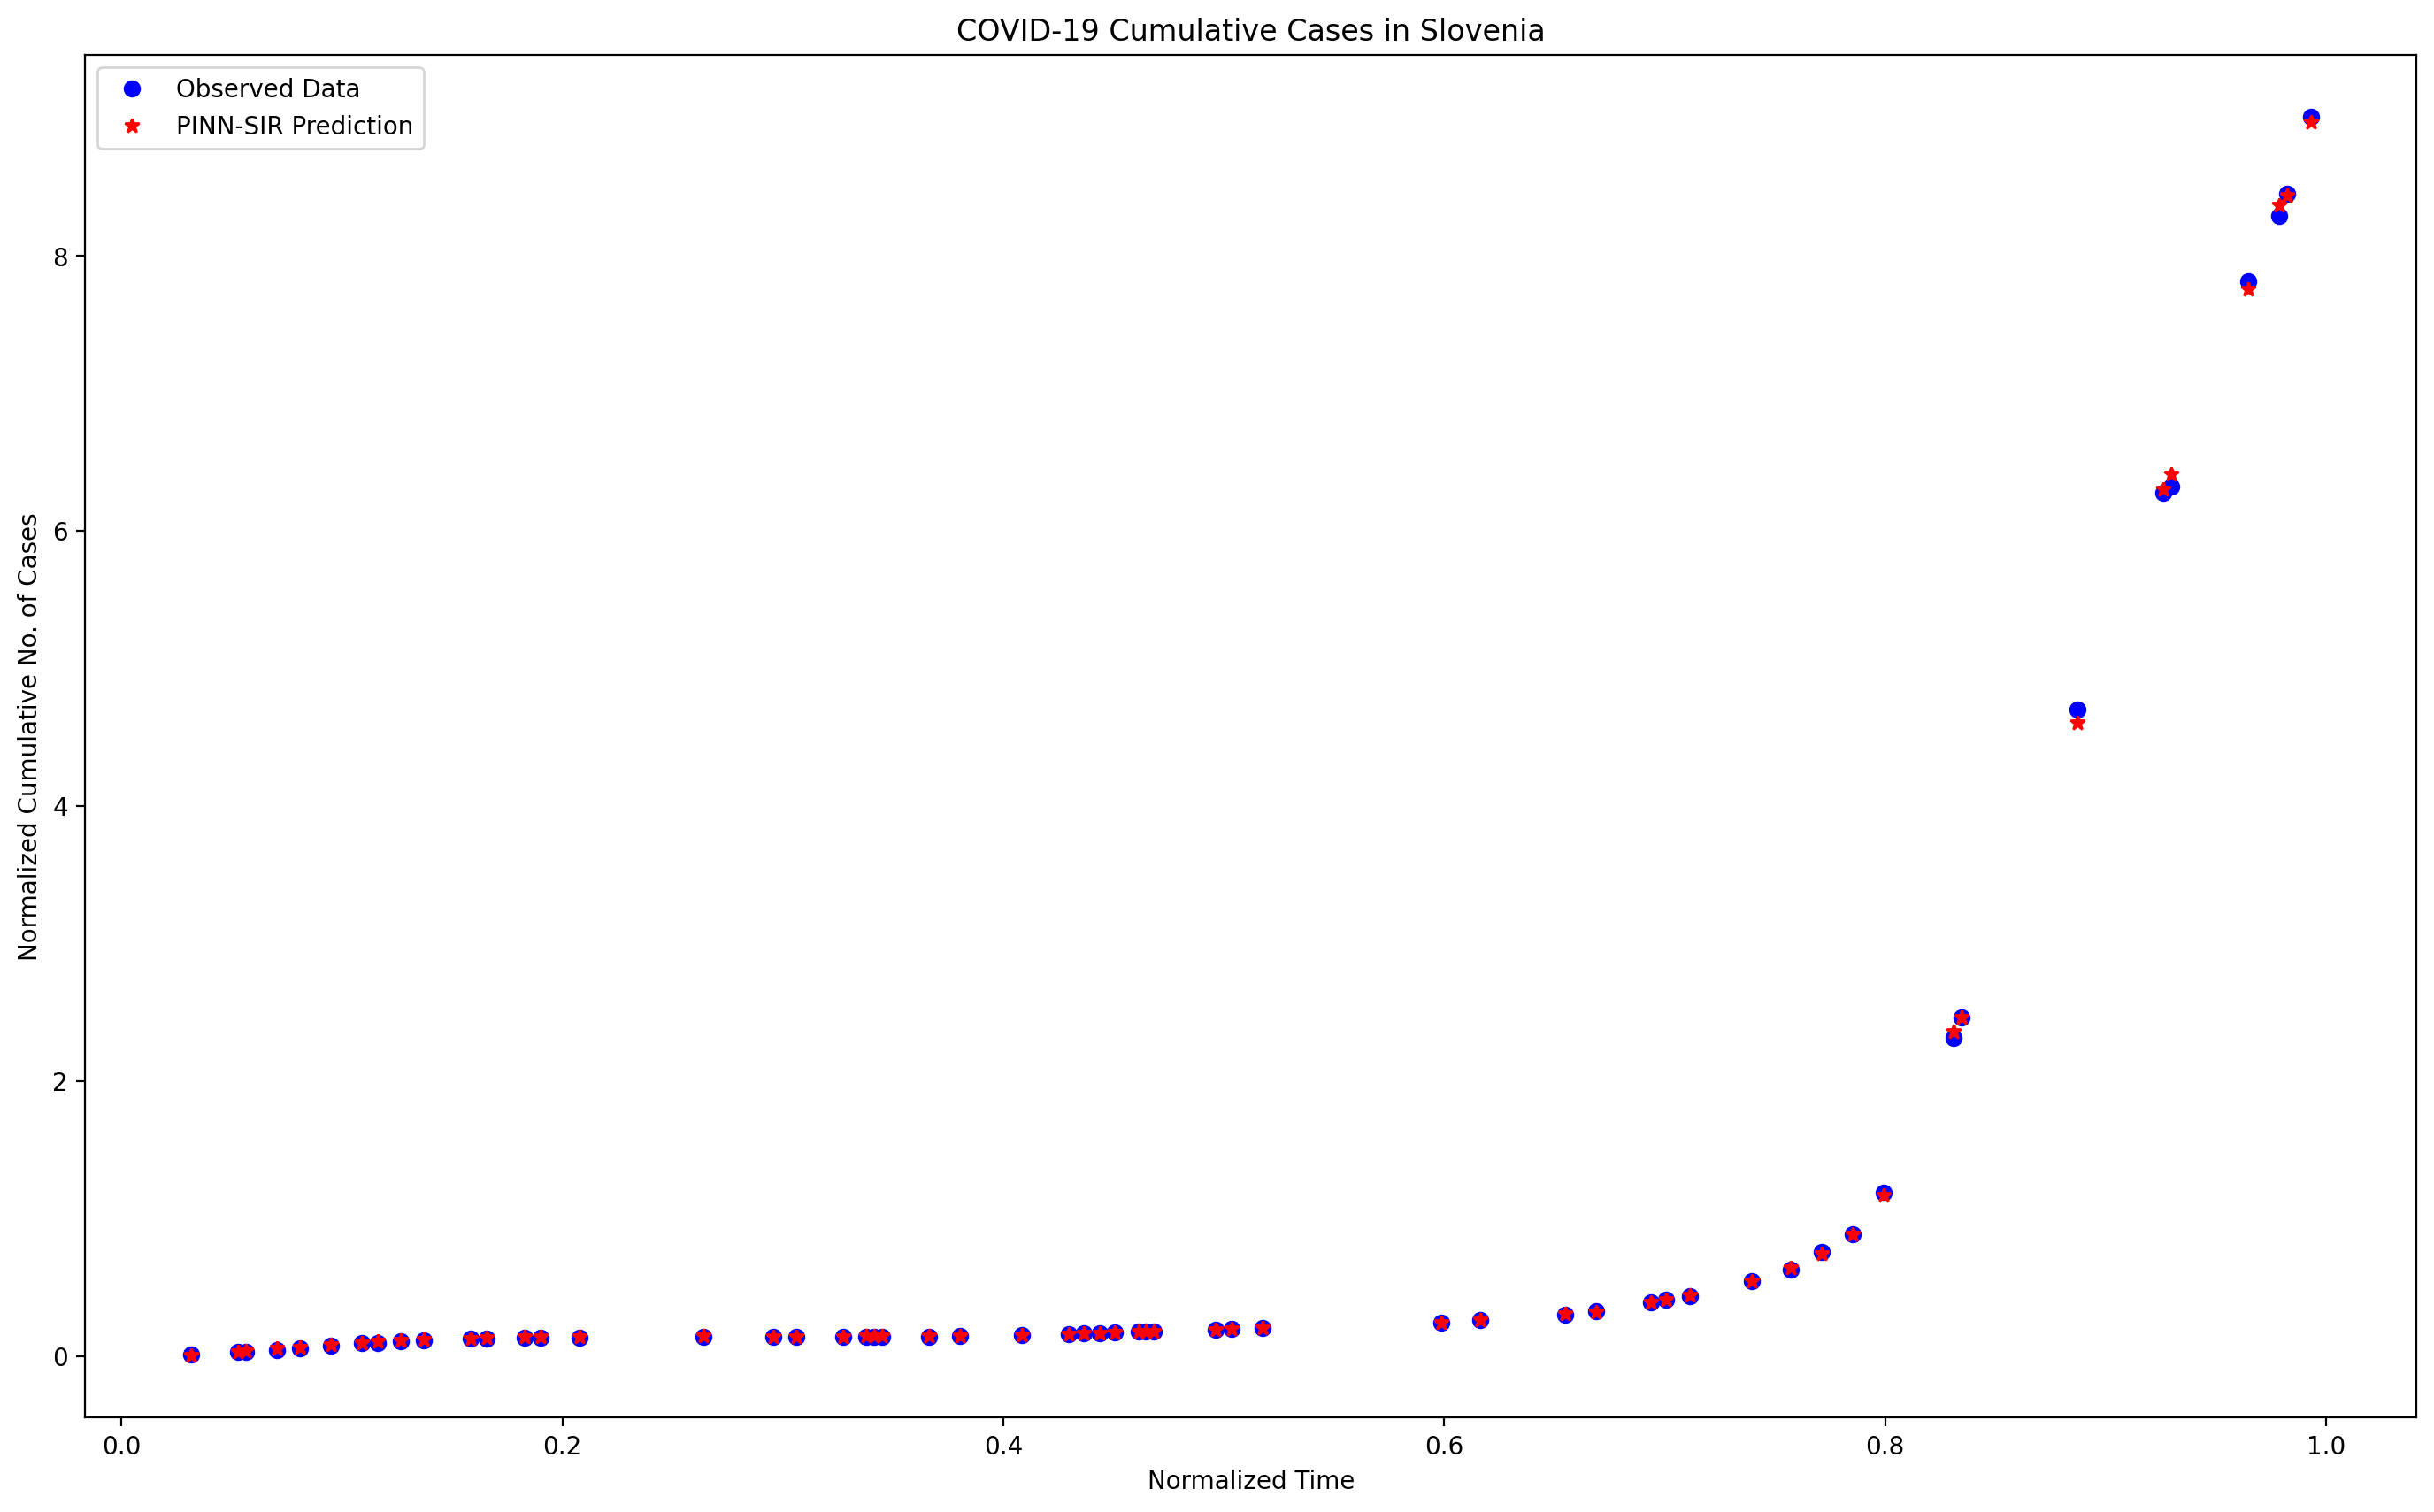 COVID-19 Cumulative Cases in Slovenia
Observed Data
PINN-SIR Prediction
Normalized Cumulative No. of Cases
8
6
4
2
0
0.0 0.2 0.4 0.6 0.8 1.0
Normalized Time